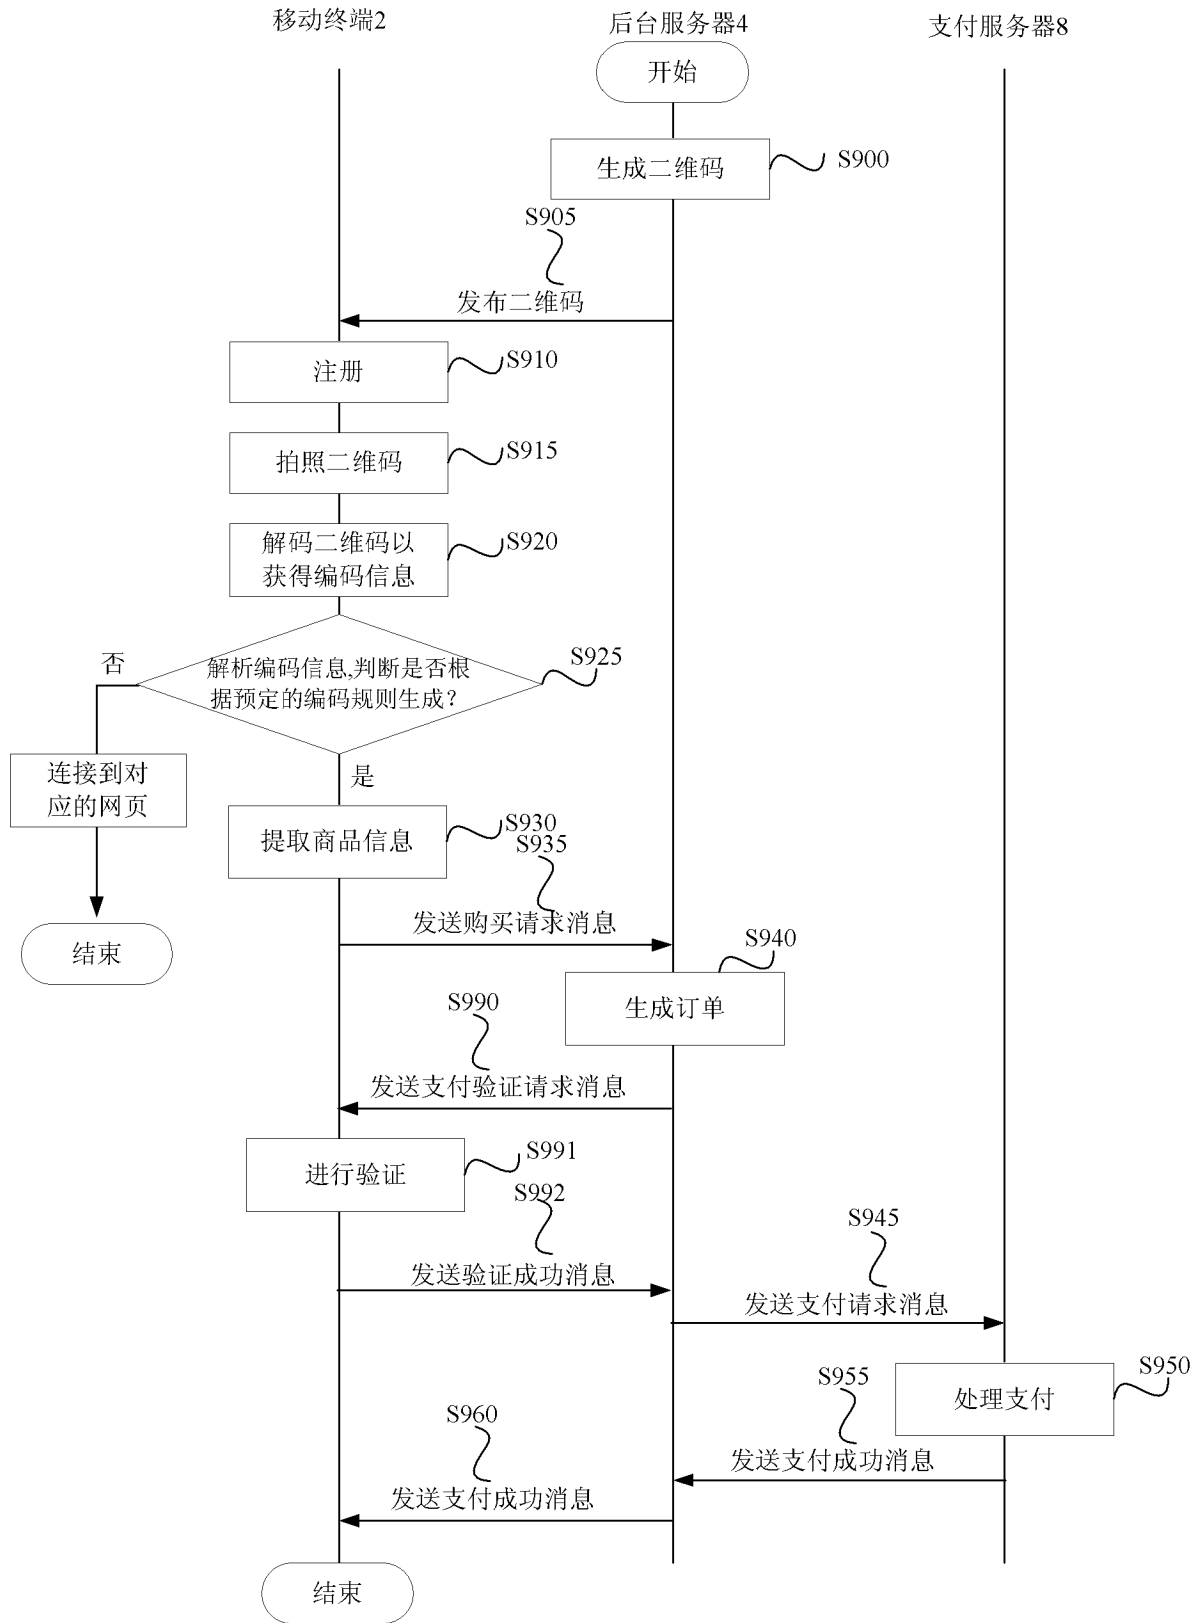 移动终端2
后台服务器4
支付服务器8
开始
生成二维码
S900
S905
发布二维码
注册
S910
拍照二维码
S915
解码二维码以
获得编码信息
S920
否
解析编码信息,判断是否根
据预定的编码规则生成？
S925
连接到对
应的网页
是
提取商品信息
S930
S935
结束
发送购买请求消息
S940
生成订单
S990
发送支付验证请求消息
进行验证
S991
S992
发送验证成功消息
S945
发送支付请求消息
处理支付
S950
S955
发送支付成功消息
S960
发送支付成功消息
结束